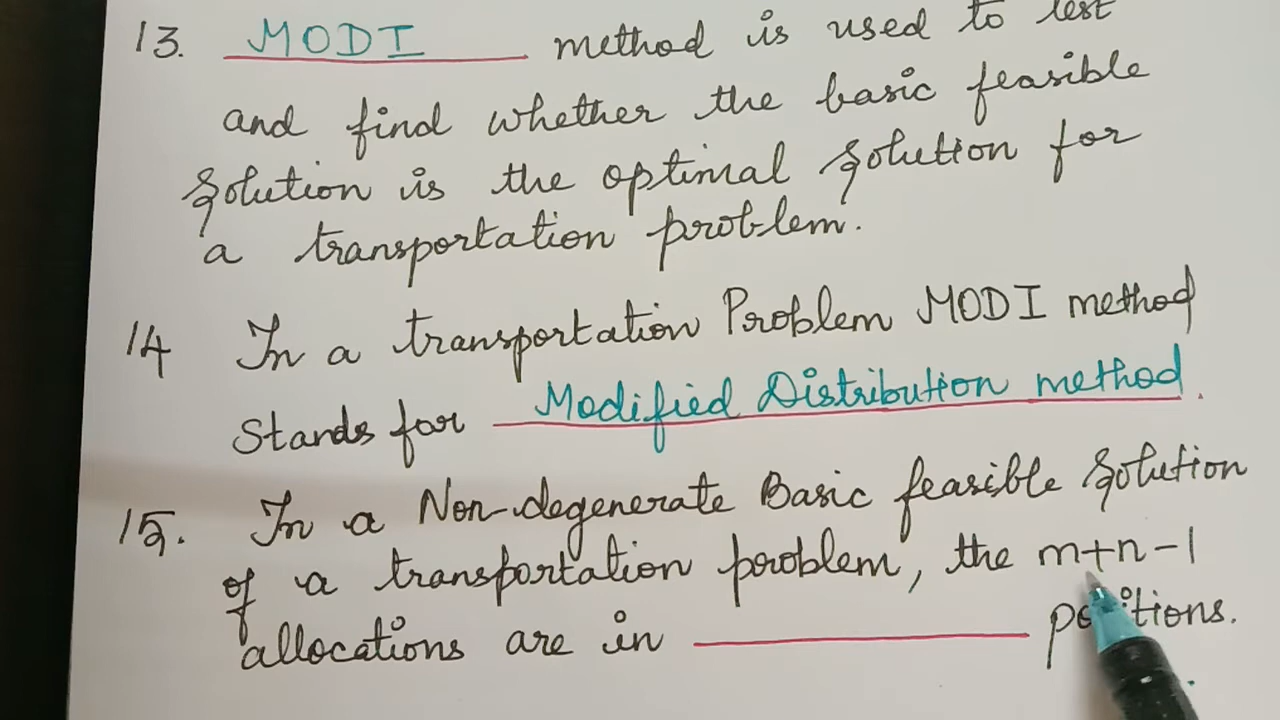 13. MODI method is used to test
and find whether the basic feasible
solution is the optimal solution for
a transportation problem.
14 In a transportation Problem MODI method
Stands for Modified Distribution method.
15. In a Non-degenerate Basic feasible solution
of a transportation problem, the m+n-1
allocations are in __________ positions.